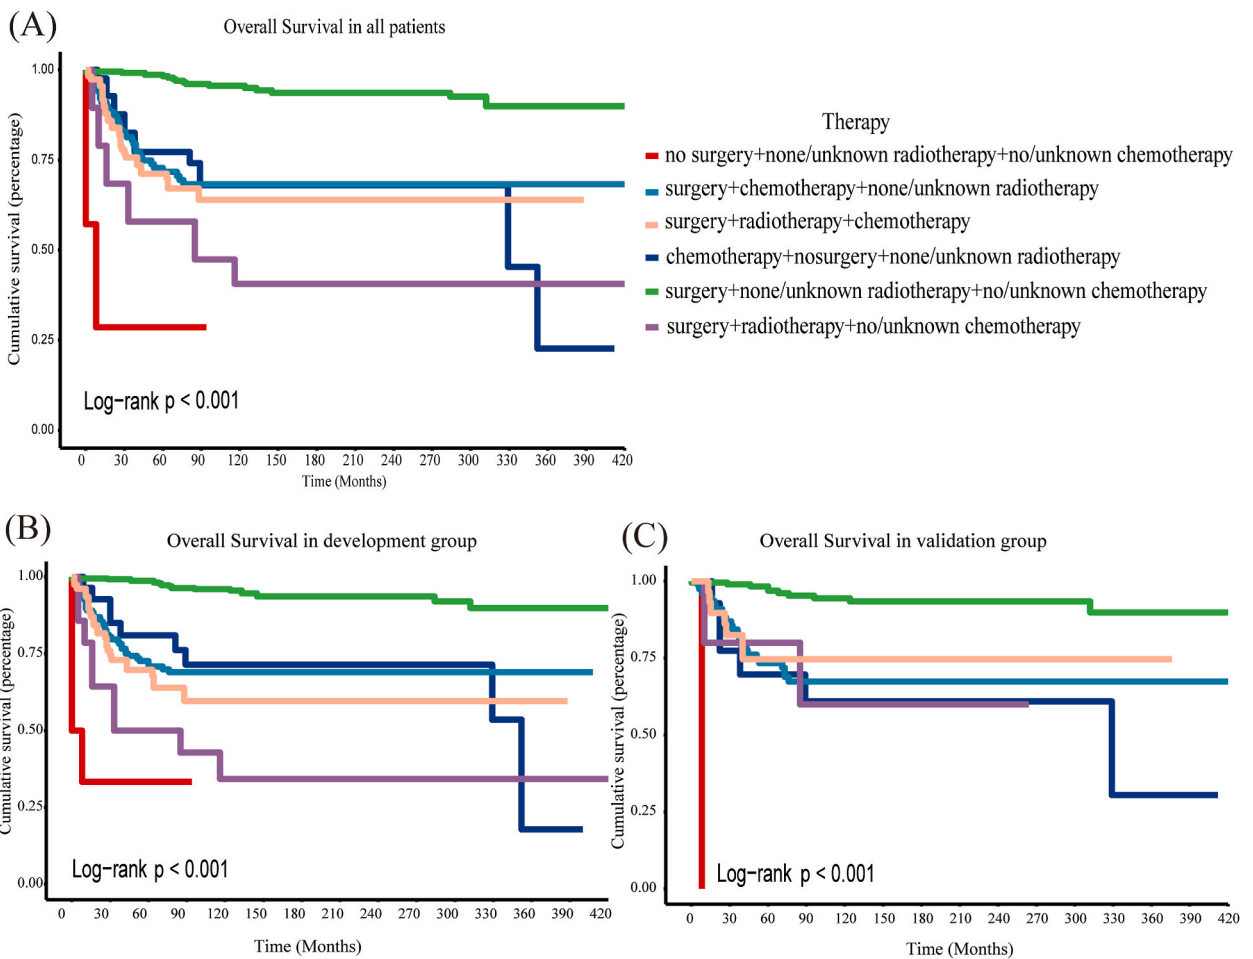 (A)
Overall Survival in all patients
Cumulative survival (percentage)
1.00
0.75
0.50
0.25
0.00
Log-rank p < 0.001
0 30 60 90 120 150 180 210 240 270 300 330 360 390 420
Time (Months)
Therapy
no surgery+none/unknown radiotherapy+no/unknown chemotherapy
surgery+chemotherapy+none/unknown radiotherapy
surgery+radiotherapy+chemotherapy
chemotherapy+nosurgery+none/unknown radiotherapy
surgery+none/unknown radiotherapy+no/unknown chemotherapy
surgery+radiotherapy+no/unknown chemotherapy
(B)
Overall Survival in development group
Cumulative survival (percentage)
1.00
0.75
0.50
0.25
0.00
Log-rank p < 0.001
0 30 60 90 120 150 180 210 240 270 300 330 360 390 420
Time (Months)
(C)
Overall Survival in validation group
Cumulative survival (percentage)
1.00
0.75
0.50
0.25
0.00
Log-rank p < 0.001
0 30 60 90 120 150 180 210 240 270 300 330 360 390 420
Time (Months)